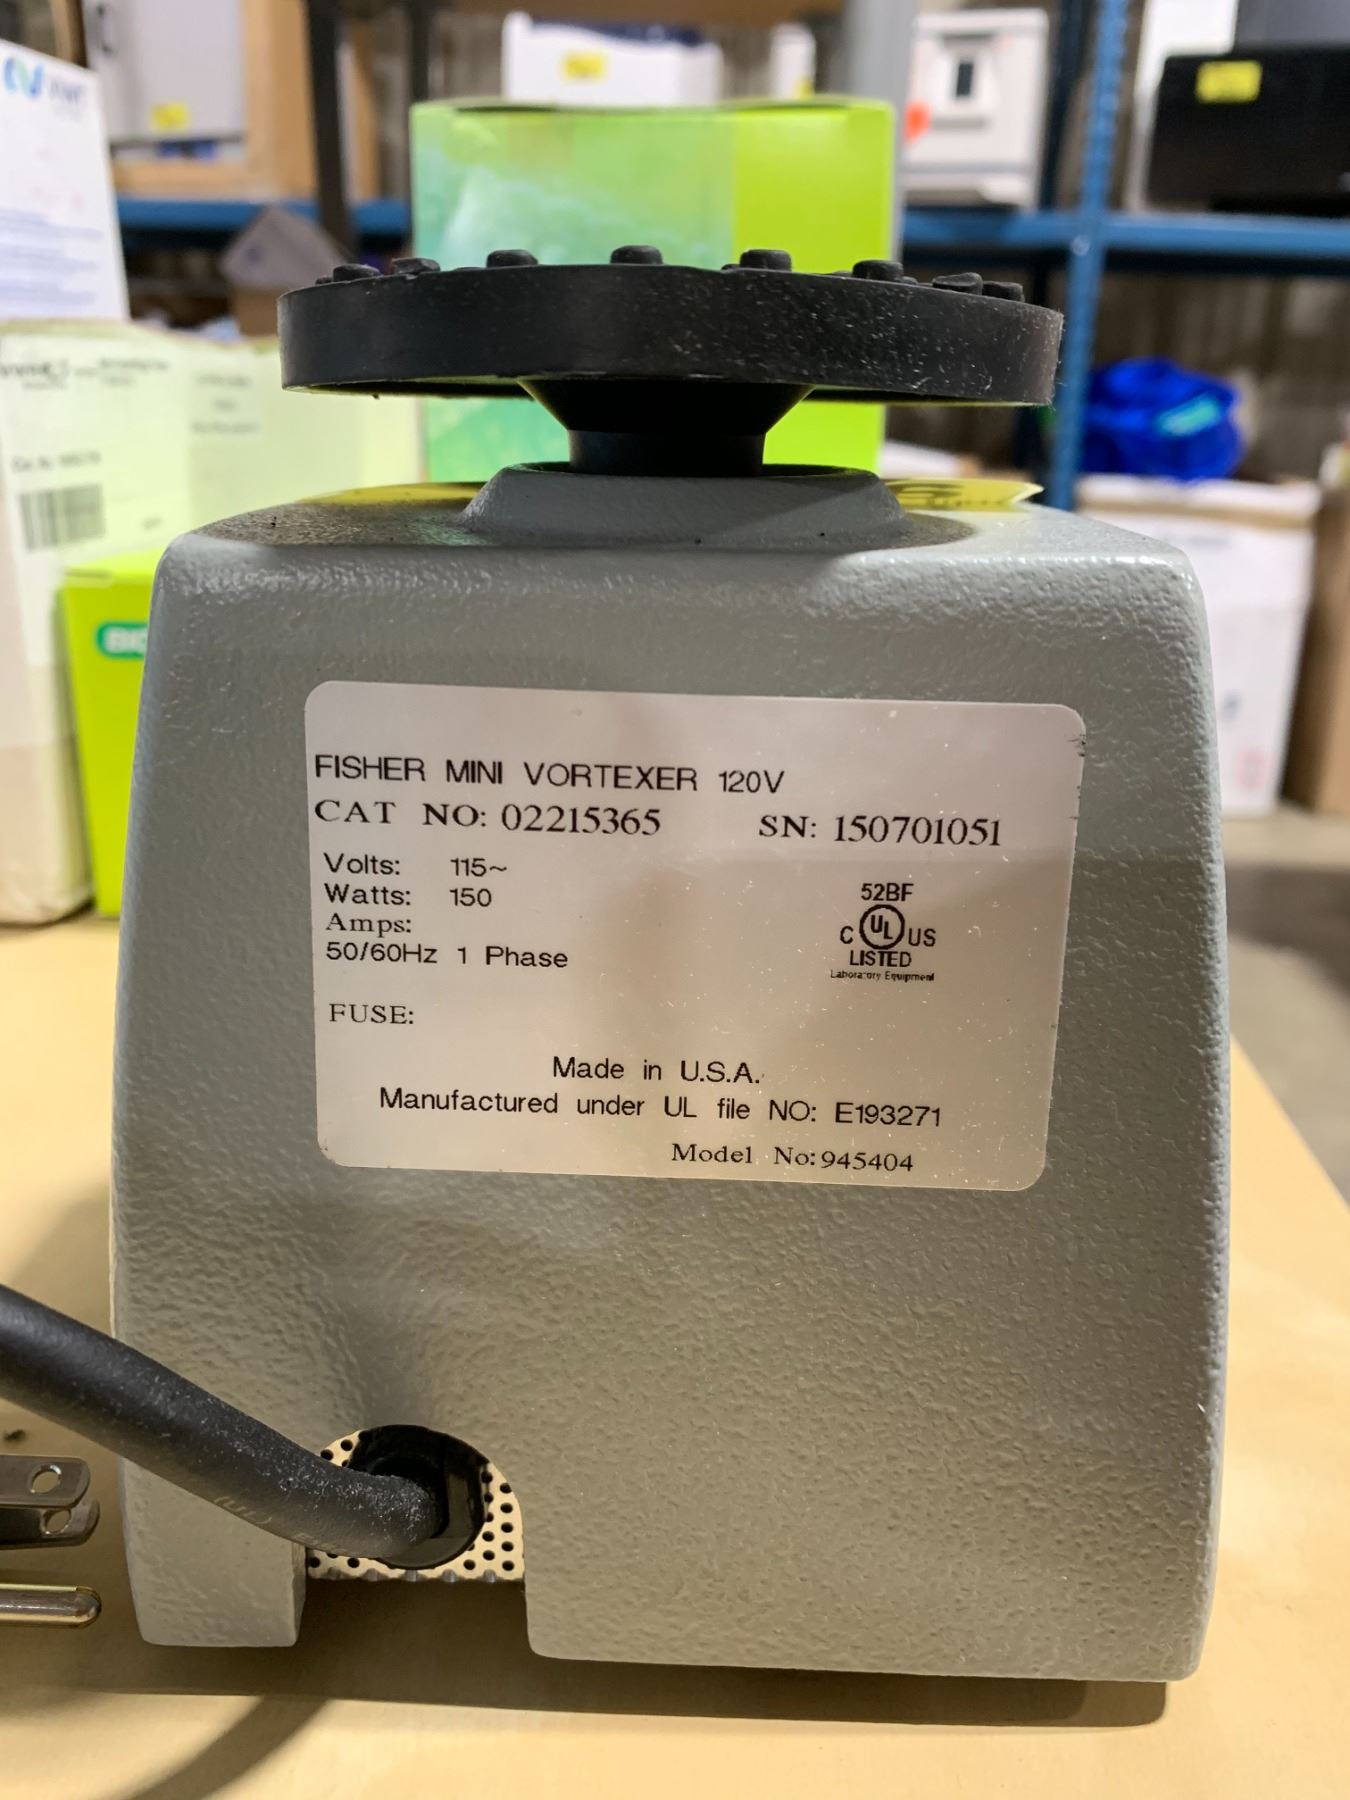 FISHER MINI VORTEXER 120V
CAT NO: 02215365 SN: 150701051
Volts: 115~
Watts: 150
Amps:
50/60Hz 1 Phase
52BF
C UL US
LISTED
Laboratory Equipment
FUSE:
Made in U.S.A.
Manufactured under UL file NO: E193271
Model No: 945404